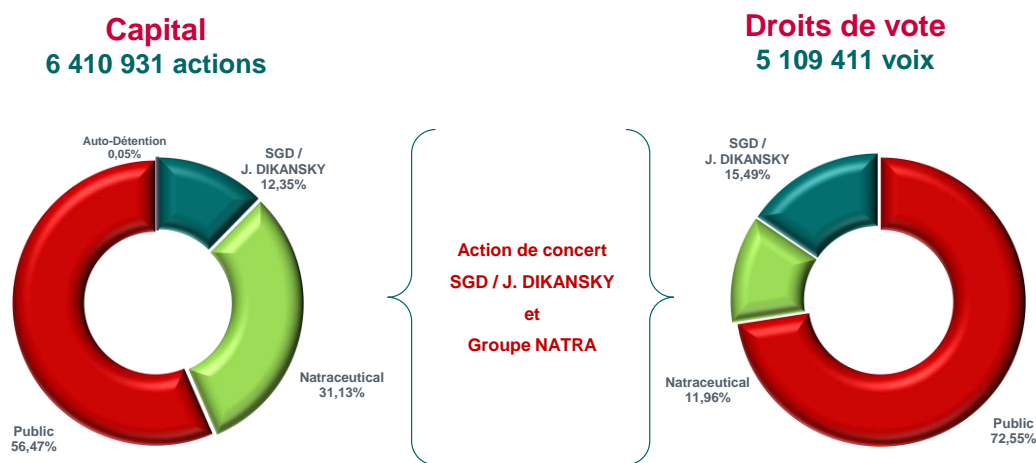 Capital
6 410 931 actions
Auto-Détention
0,05%
SGD /
J. DIKANSKY
12,35%
Natraceutical
31,13%
Public
56,47%
Action de concert
SGD / J. DIKANSKY
et
Groupe NATRA
Droits de vote
5 109 411 voix
SGD /
J. DIKANSKY
15,49%
Natraceutical
11,96%
Public
72,55%